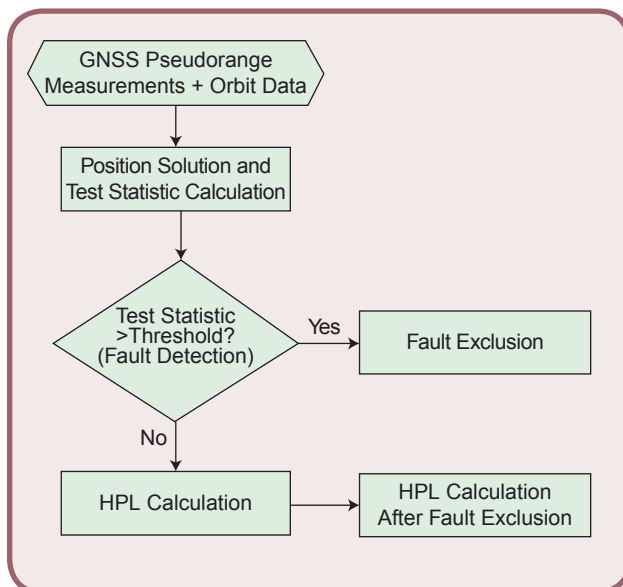 GNSS Pseudorange
Measurements + Orbit Data
Position Solution and
Test Statistic Calculation
Test Statistic
>Threshold?
(Fault Detection)
Yes
Fault Exclusion
No
HPL Calculation
HPL Calculation
After Fault Exclusion